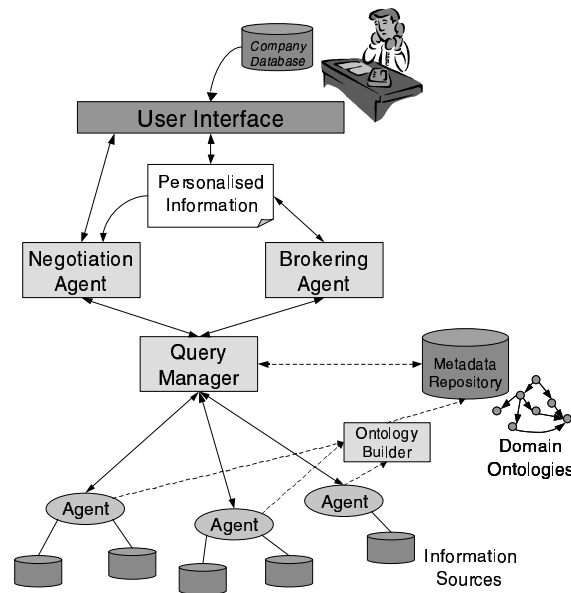 Company
Database
User Interface
Personalised
Information
Negotiation
Agent
Brokering
Agent
Query
Manager
Metadata
Repository
Ontology
Builder
Domain
Ontologies
Agent
Agent
Agent
Information
Sources